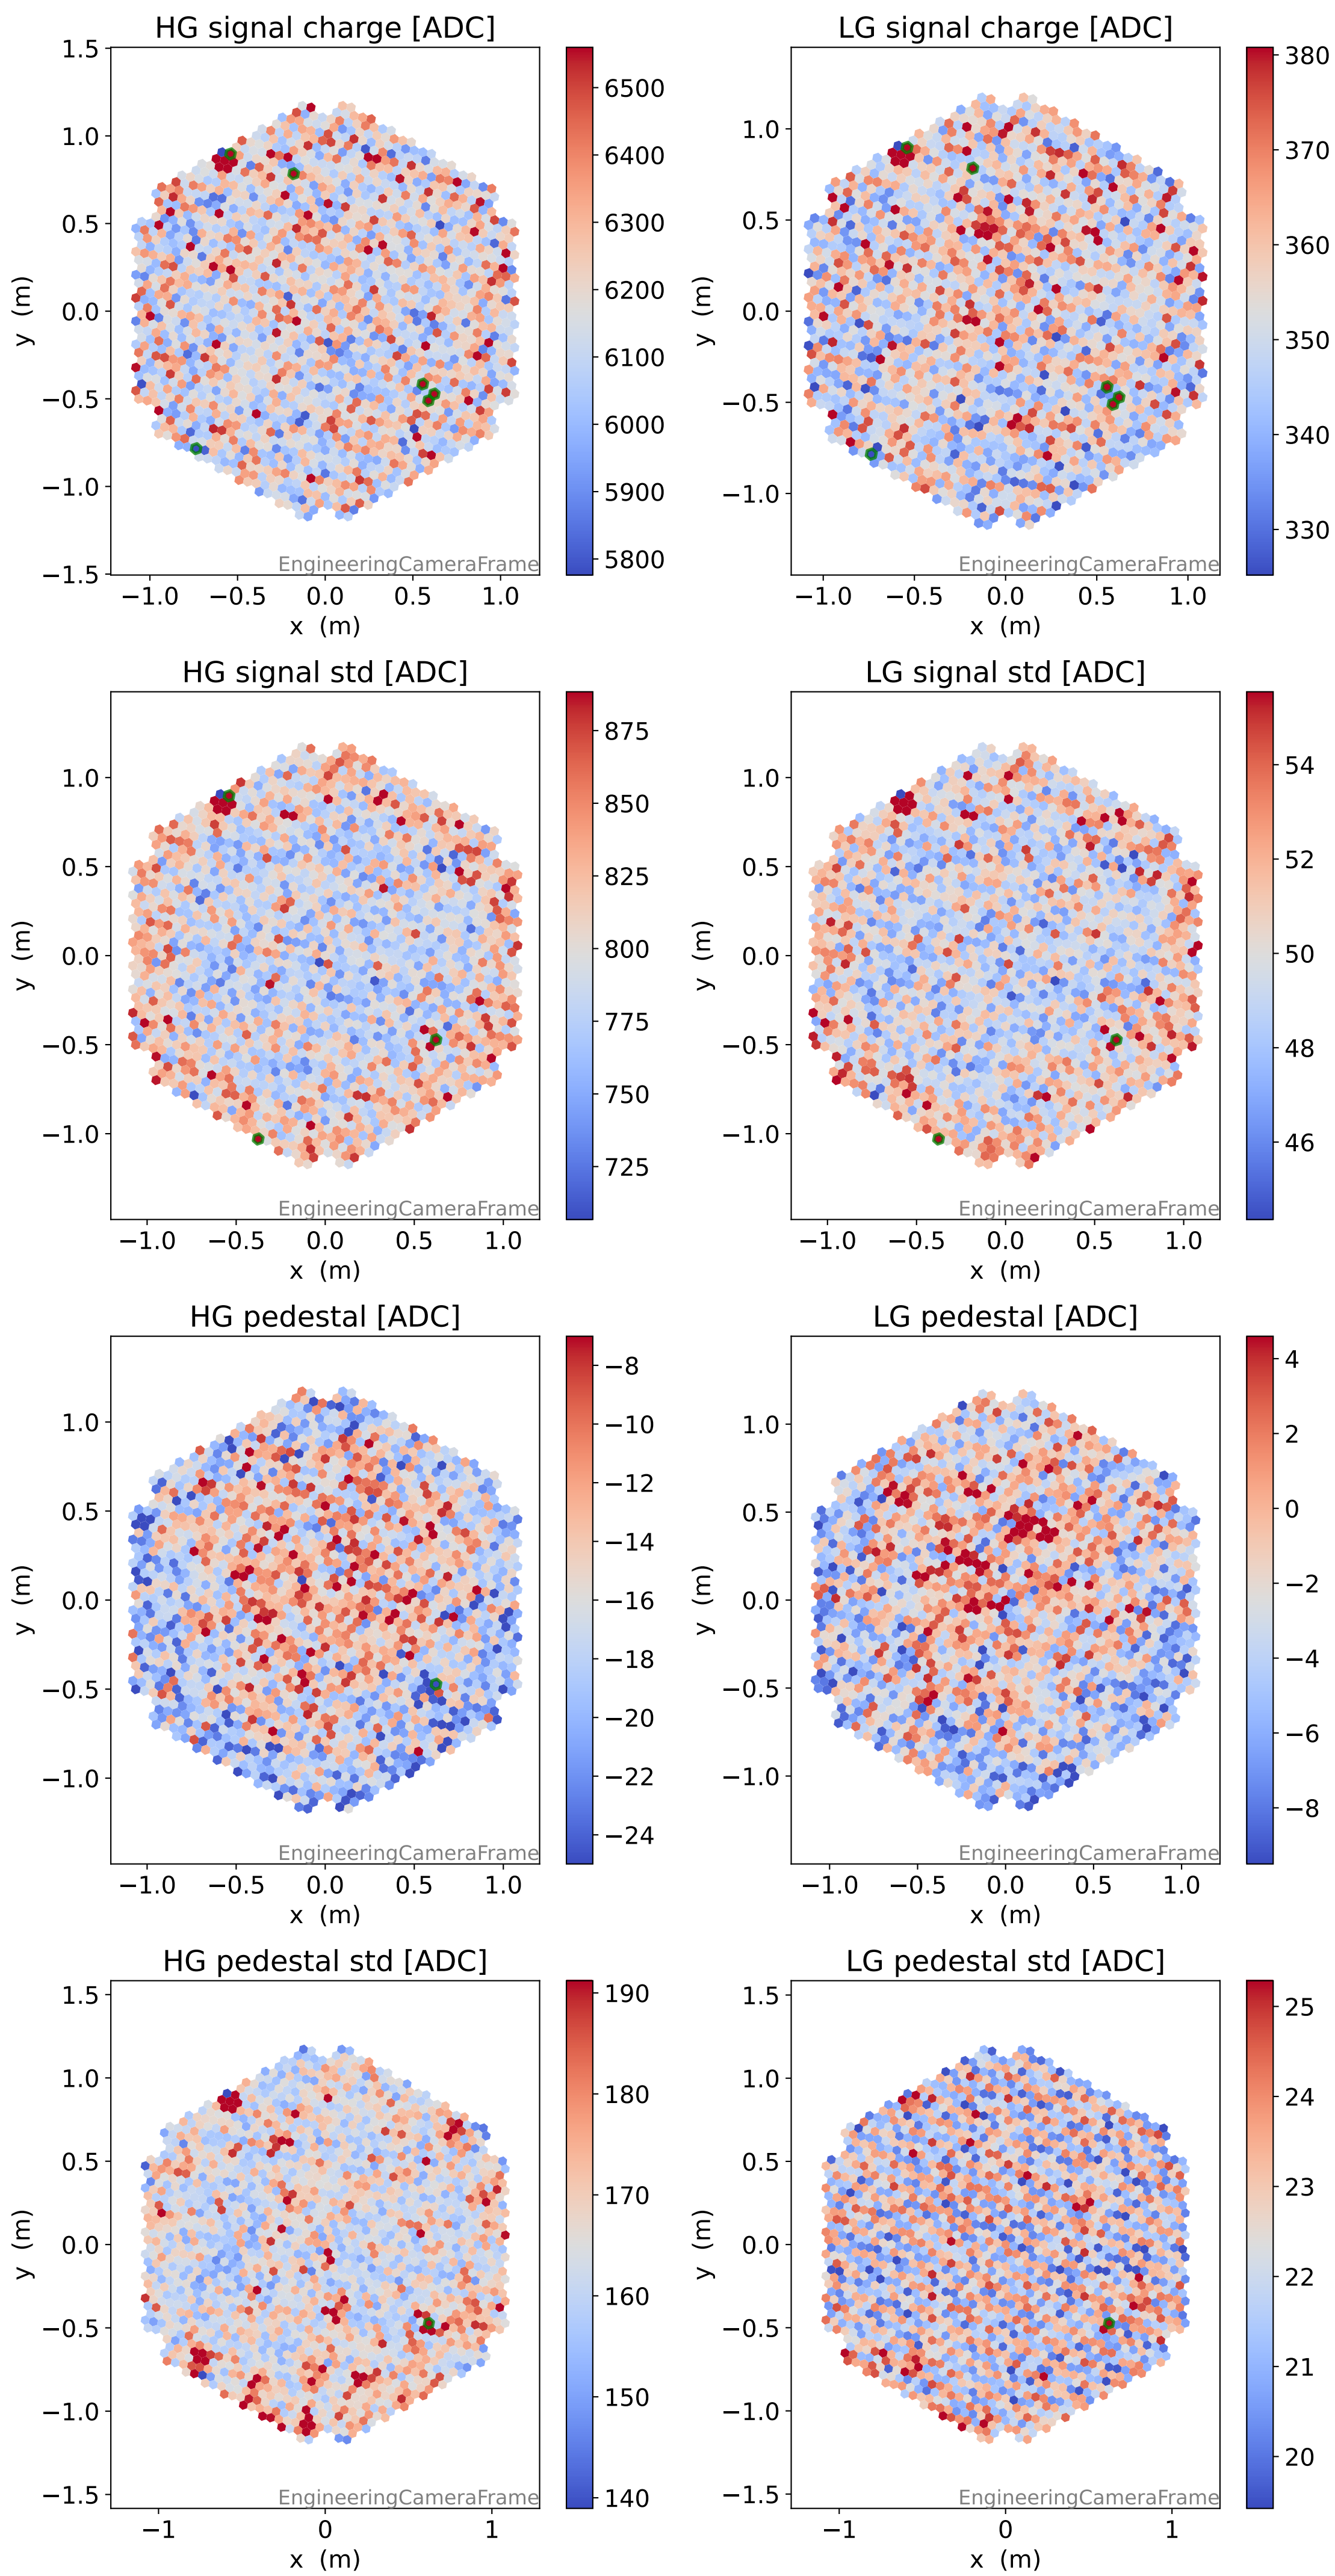 HG signal charge [ADC]
1.5
1.0
0.5
0.0
−0.5
−1.0
−1.5
y (m)
−1.0 −0.5 0.0 0.5 1.0
x (m)
EngineeringCameraFrame
6500
6400
6300
6200
6100
6000
5900
5800
LG signal charge [ADC]
1.0
0.5
0.0
−0.5
−1.0
y (m)
−1.0 −0.5 0.0 0.5 1.0
x (m)
EngineeringCameraFrame
380
370
360
350
340
330
HG signal std [ADC]
1.0
0.5
0.0
−0.5
−1.0
y (m)
−1.0 −0.5 0.0 0.5 1.0
x (m)
EngineeringCameraFrame
875
850
825
800
775
750
725
LG signal std [ADC]
1.0
0.5
0.0
−0.5
−1.0
y (m)
−1.0 −0.5 0.0 0.5 1.0
x (m)
EngineeringCameraFrame
54
52
50
48
46
HG pedestal [ADC]
1.0
0.5
0.0
−0.5
−1.0
y (m)
−1.0 −0.5 0.0 0.5 1.0
x (m)
EngineeringCameraFrame
−8
−10
−12
−14
−16
−18
−20
−22
−24
LG pedestal [ADC]
1.0
0.5
0.0
−0.5
−1.0
y (m)
−1.0 −0.5 0.0 0.5 1.0
x (m)
EngineeringCameraFrame
4
2
0
−2
−4
−6
−8
HG pedestal std [ADC]
1.5
1.0
0.5
0.0
−0.5
−1.0
−1.5
y (m)
−1 0 1
x (m)
EngineeringCameraFrame
190
180
170
160
150
140
LG pedestal std [ADC]
1.5
1.0
0.5
0.0
−0.5
−1.0
−1.5
y (m)
−1 0 1
x (m)
EngineeringCameraFrame
25
24
23
22
21
20